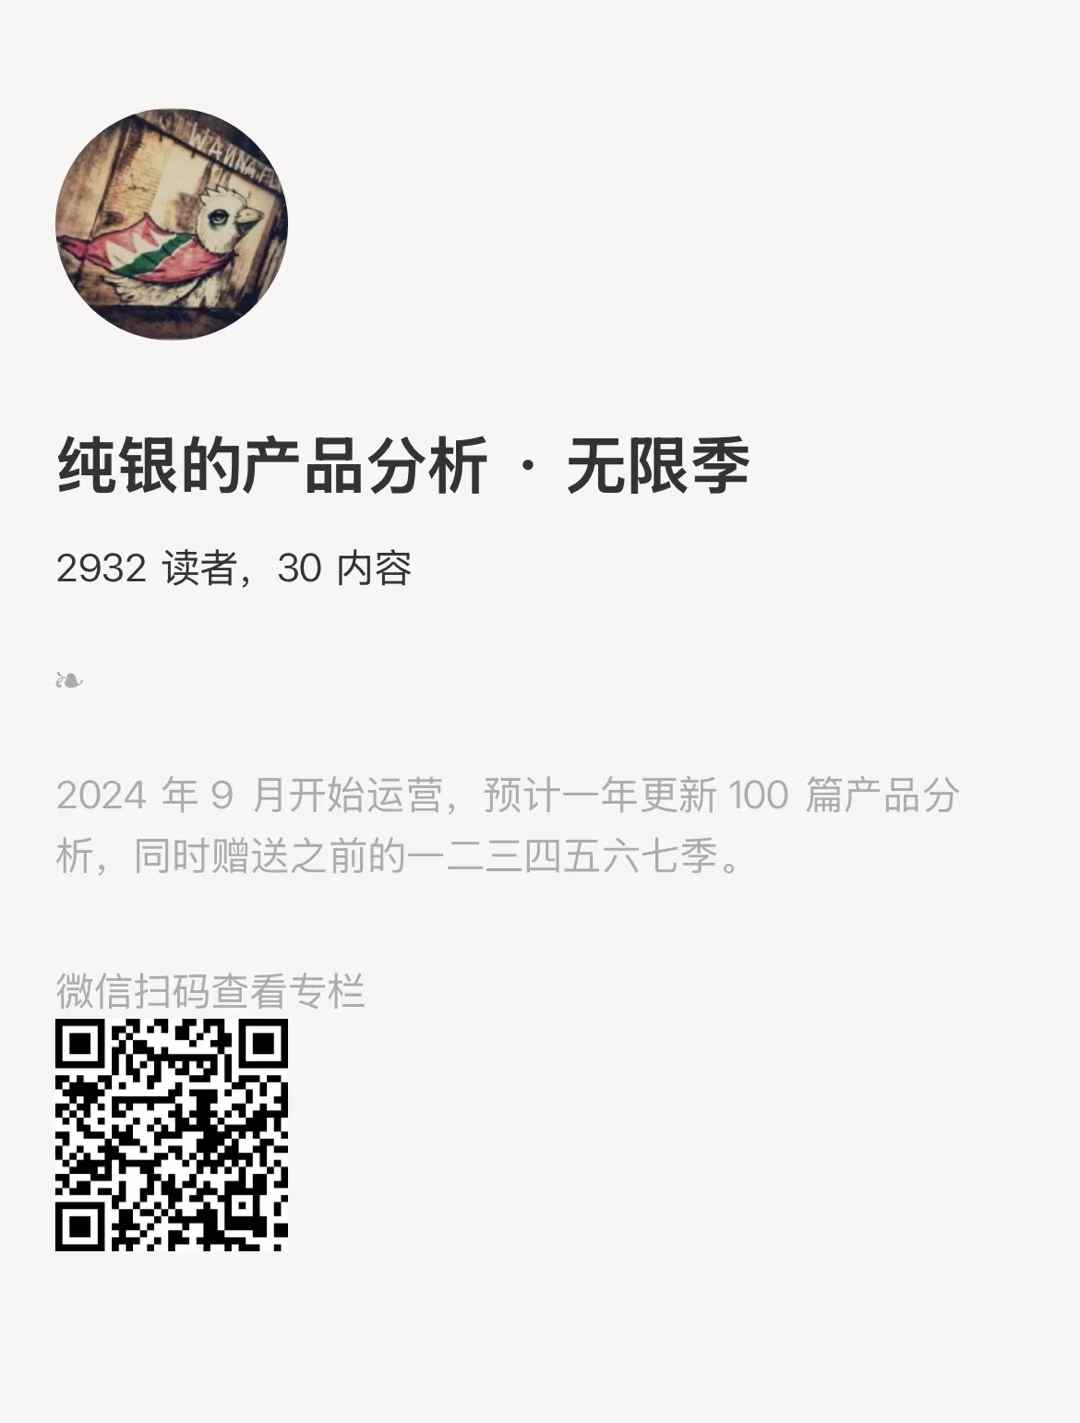 WANNA FL
纯银的产品分析 · 无限季
2932 读者，30 内容
❧
2024 年 9 月开始运营，预计一年更新 100 篇产品分
析，同时赠送之前的一二三四五六七季。
微信扫码查看专栏